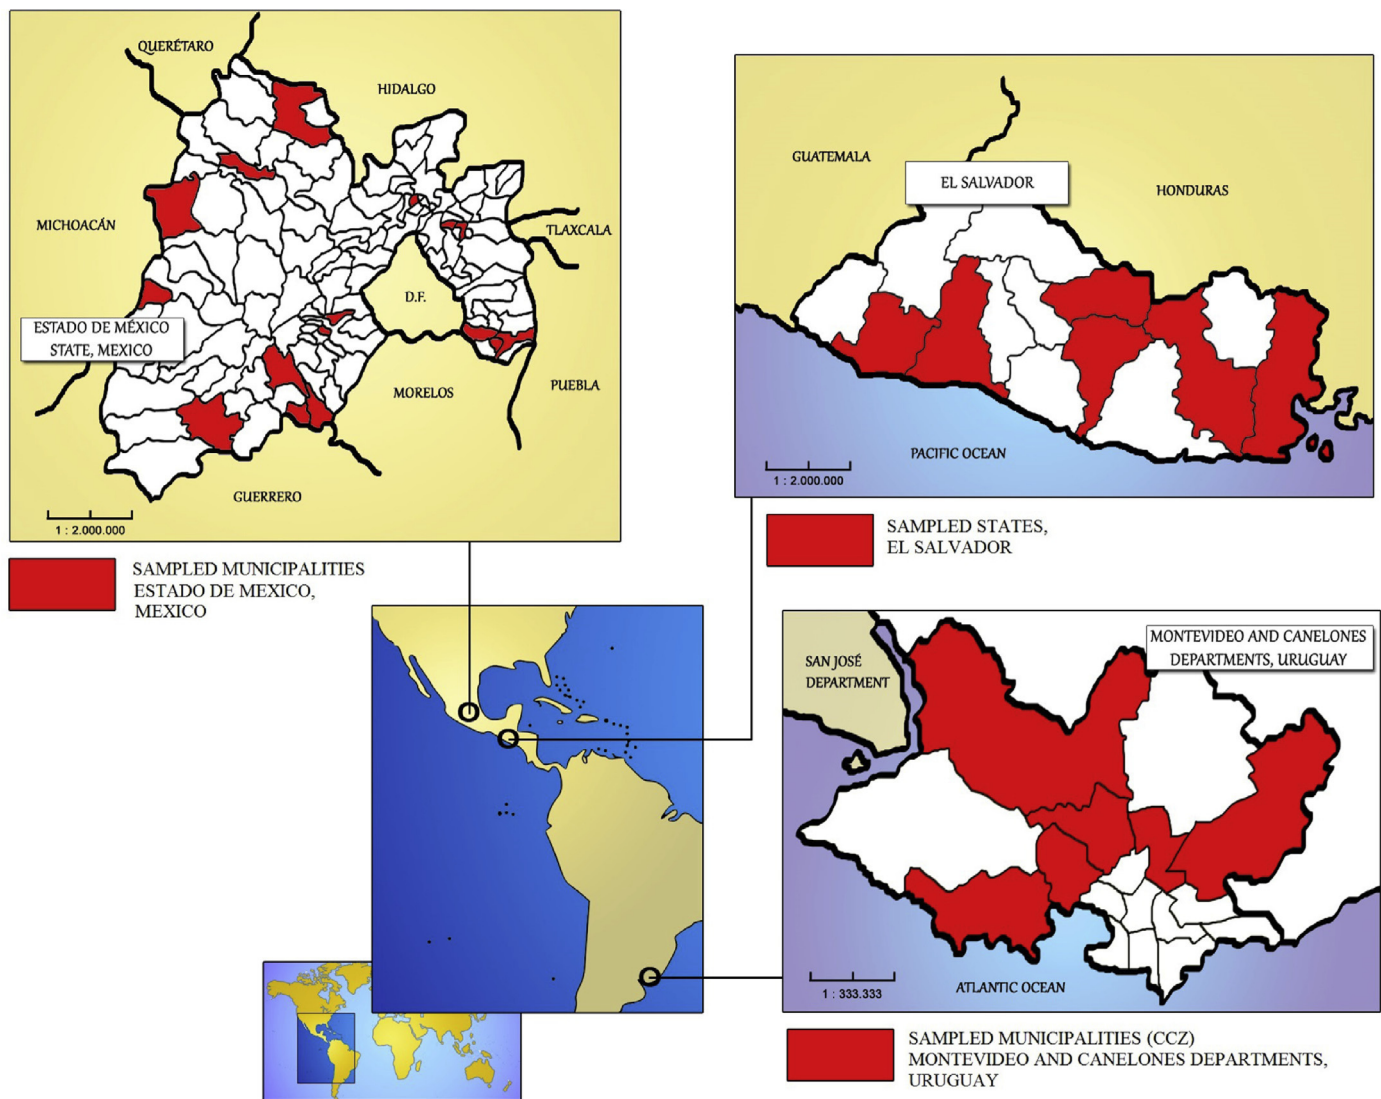 QUERÉTARO
HIDALGO
MICHOACÁN
TLAXCALA
D.F.
ESTADO DE MÉXICO
STATE, MEXICO
MORELOS
PUEBLA
GUERRERO
1 : 2.000.000
SAMPLED MUNICIPALITIES
ESTADO DE MEXICO,
MEXICO
GUATEMALA
EL SALVADOR
HONDURAS
PACIFIC OCEAN
1 : 2.000.000
SAMPLED STATES,
EL SALVADOR
SAN JOSÉ
DEPARTMENT
MONTEVIDEO AND CANELONES
DEPARTMENTS, URUGUAY
1 : 333.333
ATLANTIC OCEAN
SAMPLED MUNICIPALITIES (CCZ)
MONTEVIDEO AND CANELONES DEPARTMENTS,
URUGUAY